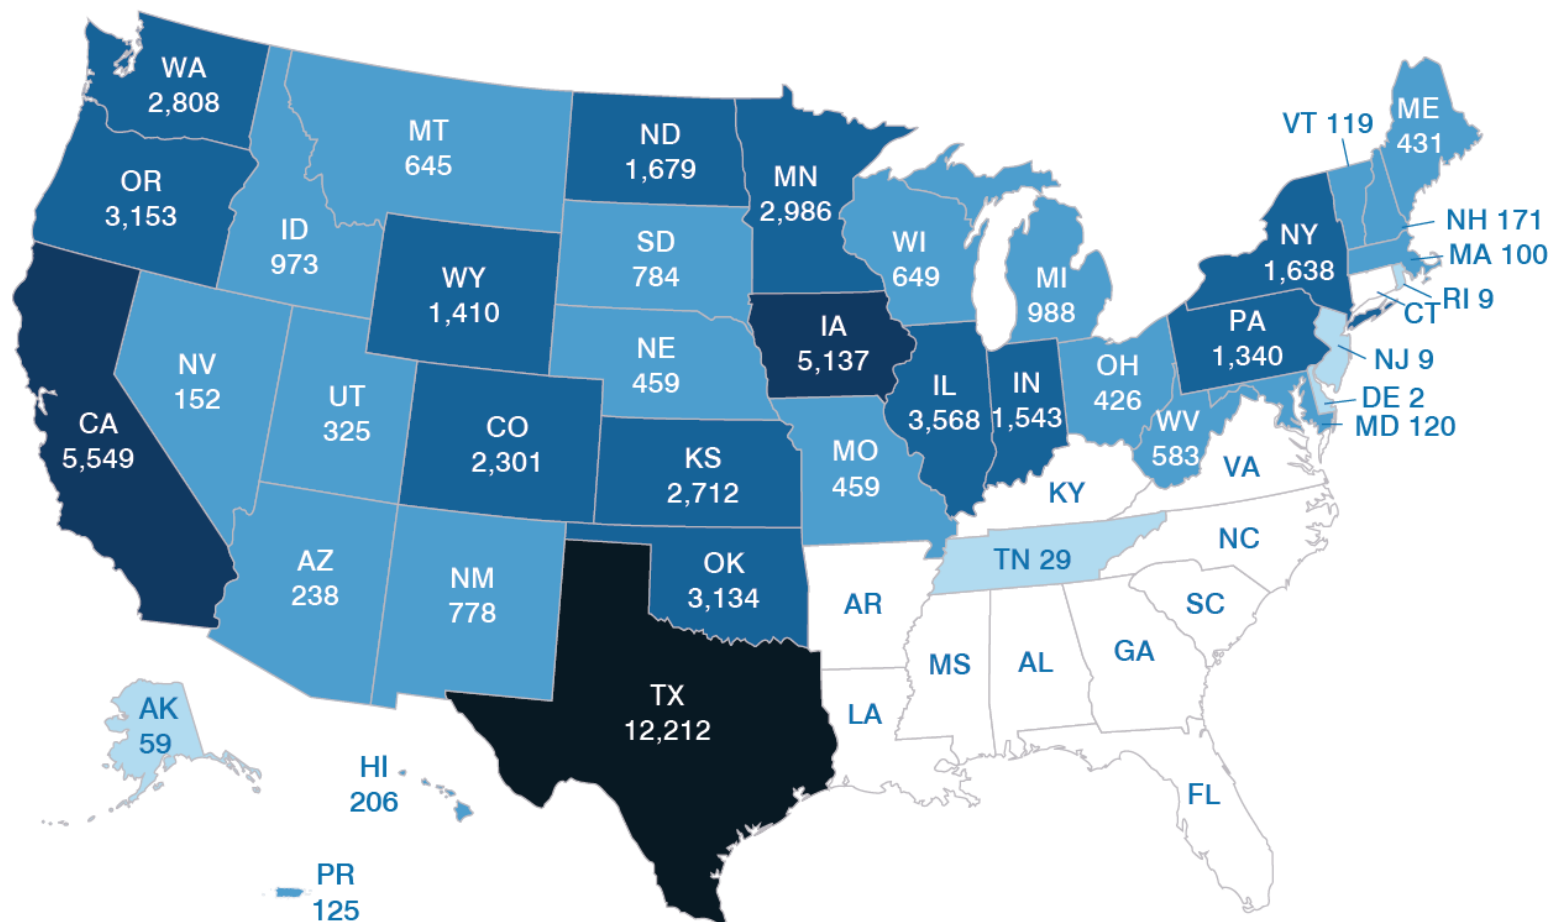 WA
2,808
OR
3,153
CA
5,549
MT
645
ID
973
NV
152
UT
325
AZ
238
WY
1,410
CO
2,301
NM
778
ND
1,679
SD
784
NE
459
KS
2,712
OK
3,134
TX
12,212
MN
2,986
IA
5,137
MO
459
WI
649
IL
3,568
MI
988
IN
1,543
OH
426
WV
583
PA
1,340
NY
1,638
VT 119
ME
431
NH 171
MA 100
RI 9
CT
NJ 9
DE 2
MD 120
VA
KY
TN 29
NC
SC
AR
LA
MS
AL
GA
FL
AK
59
HI
206
PR
125